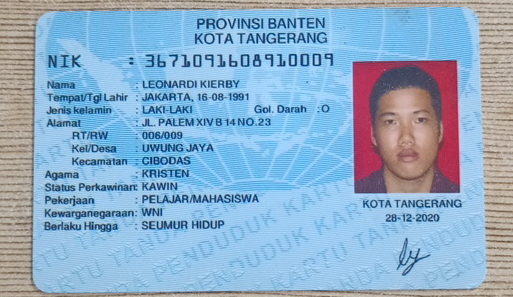 PROVINSI BANTEN
KOTA TANGERANG
NIK : 3671091608910009
Nama : LEONARDI KIERBY
Tempat/Tgl Lahir : JAKARTA, 16-08-1991
Jenis kelamin : LAKI-LAKI Gol. Darah :O
Alamat : JL. PALEM XIV B 14 NO.23
RT/RW : 006/009
Kel/Desa : UWUNG JAYA
Kecamatan : CIBODAS
Agama : KRISTEN
Status Perkawinan: KAWIN
Pekerjaan : PELAJAR/MAHASISWA
Kewarganegaraan: WNI
Berlaku Hingga : SEUMUR HIDUP
KOTA TANGERANG
28-12-2020
KARTU TANDA PENDUDUK